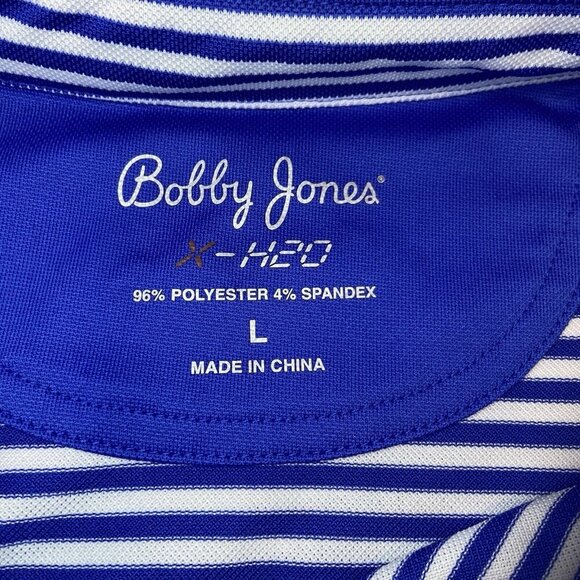 Bobby Jones®
X-H2O
96% POLYESTER 4% SPANDEX
L
MADE IN CHINA